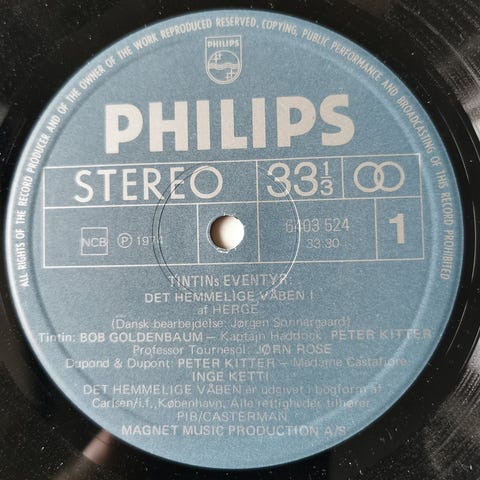 ALL RIGHTS OF THE RECORD PRODUCER AND OF THE OWNER OF THE WORK REPRODUCED RESERVED, COPYING, PUBLIC PERFORMANCE AND BROADCASTING OF THIS RECORD PROHIBITED
PHILIPS
PHILIPS
STEREO 33 1/3
NCB Ⓟ 1974 6403 524 1
33.30
TINTINs EVENTYR:
DET HEMMELIGE VÅBEN I
af HERGE
(Dansk bearbejdelse: Jørgen Sonnergaard)
Tintin: BOB GOLDENBAUM – Kaptajn Haddock: PETER KITTER
Professor Tournesol: JØRN ROSE
Dupond & Dupont: PETER KITTER – Madame Castafiore:
INGE KETTI
DET HEMMELIGE VÅBEN er udgivet i bogform af
Carlsen/i.f., København. Alle rettigheder tilhører
PIB/CASTERMAN
MAGNET MUSIC PRODUCTION A/S